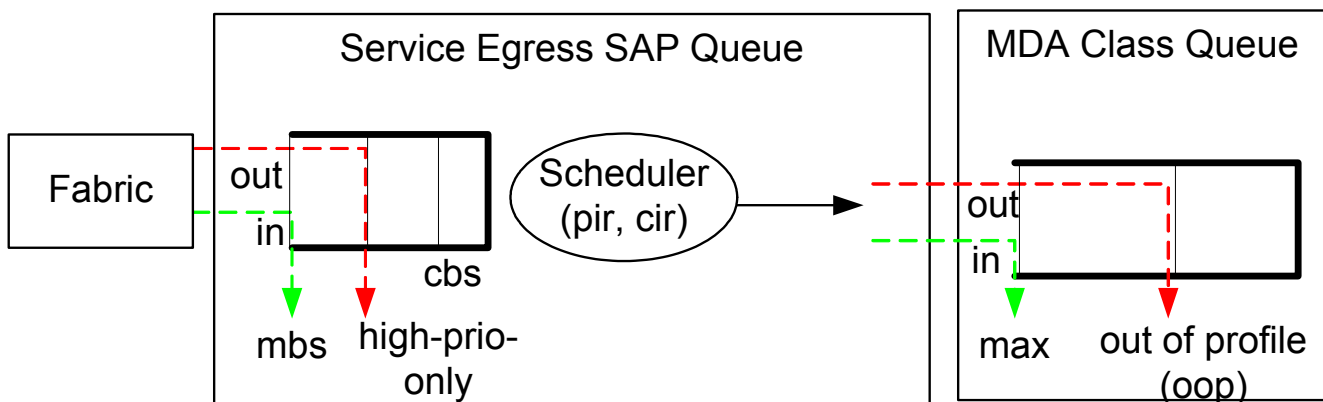 Service Egress SAP Queue
MDA Class Queue
Fabric
out
in
cbs
mbs
high-prio-
only
Scheduler
(pir, cir)
out
in
max
out of profile
(oop)